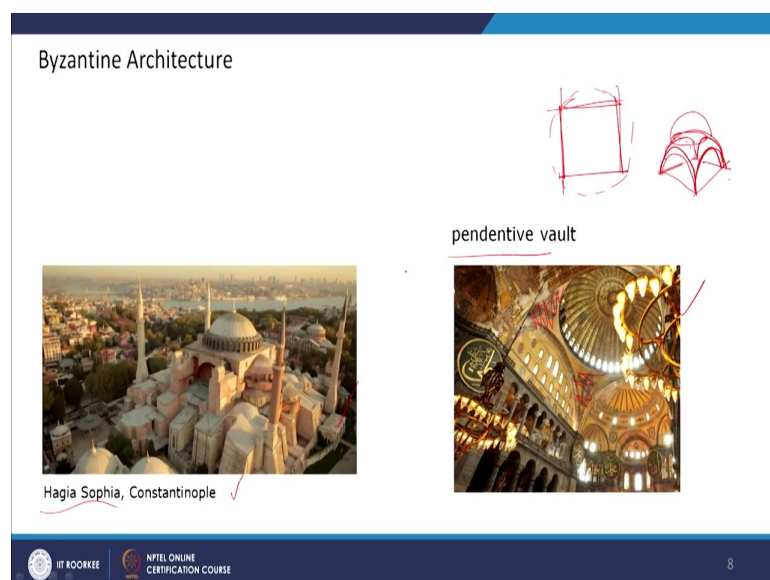 Byzantine Architecture
pendentive vault
Hagia Sophia, Constantinople
IIT ROORKEE
NPTEL ONLINE
CERTIFICATION COURSE
8